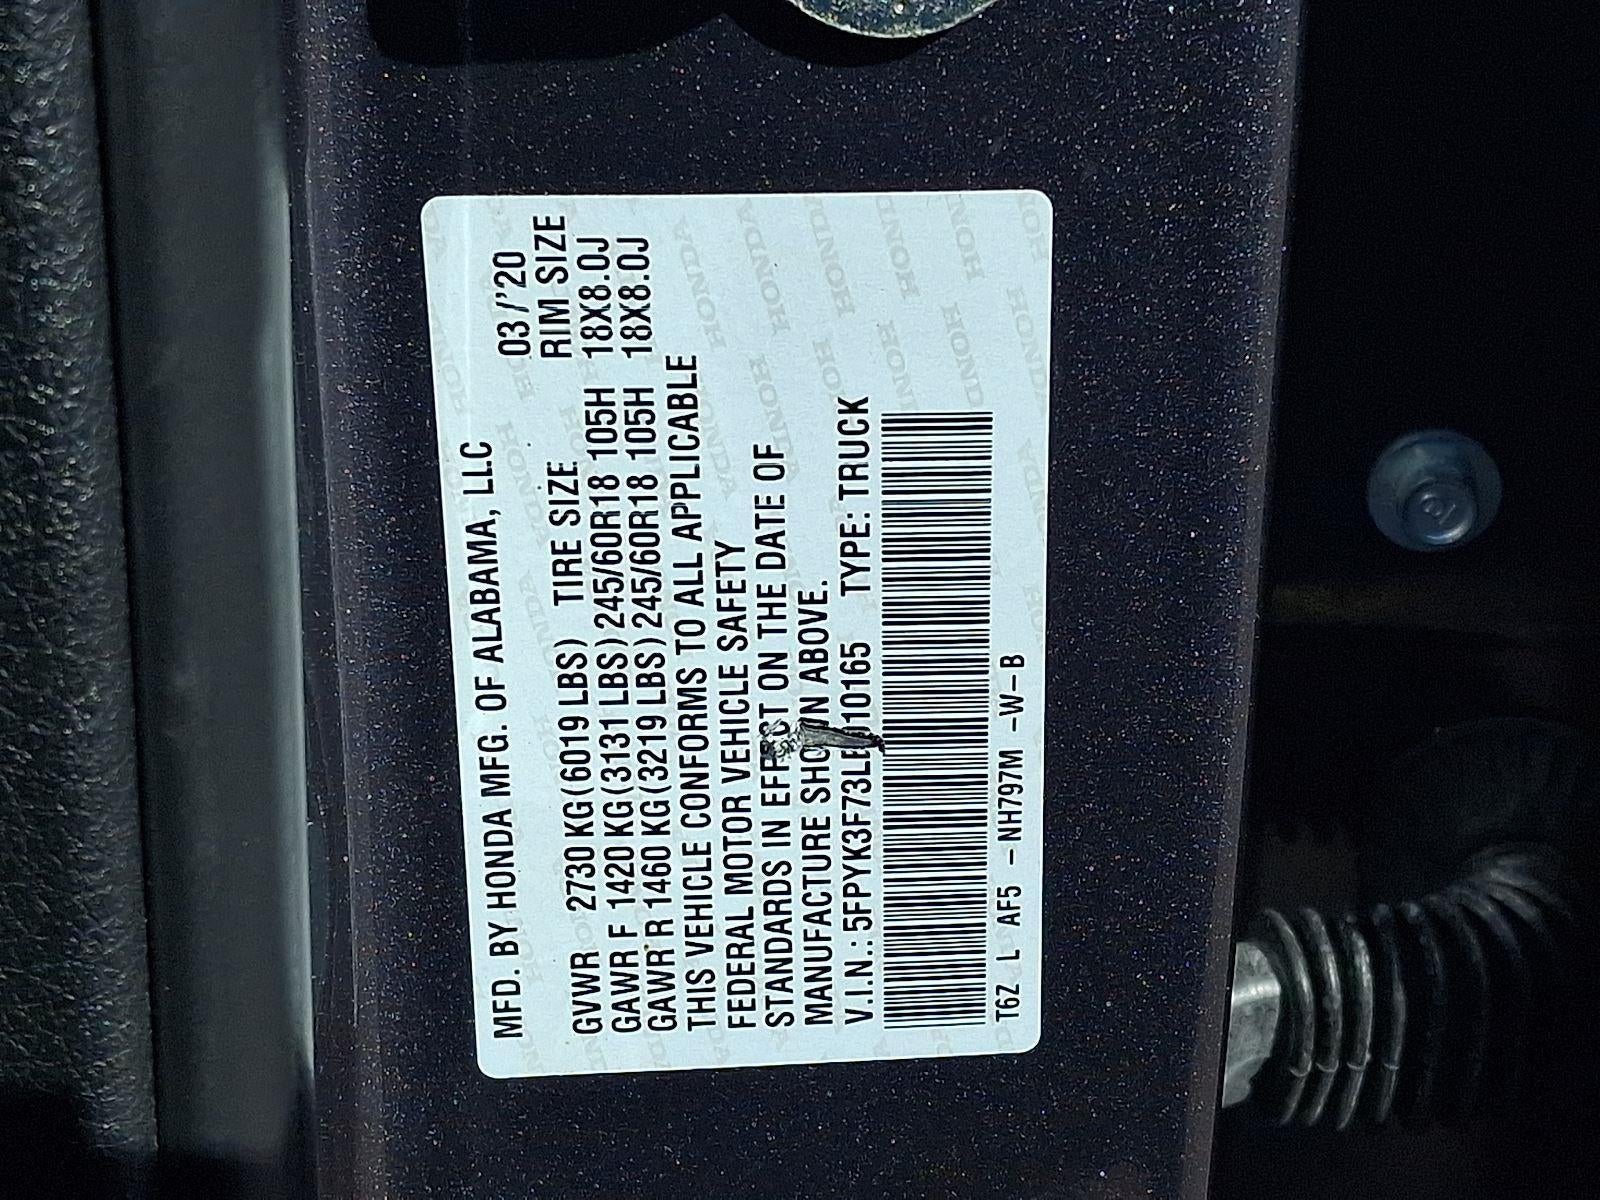 MFD. BY HONDA MFG. OF ALABAMA, LLC 03/'20
GVWR 2730 KG (6019 LBS) TIRE SIZE RIM SIZE
GAWR F 1420 KG (3131 LBS) 245/60R18 105H 18X8.0J
GAWR R 1460 KG (3219 LBS) 245/60R18 105H 18X8.0J
THIS VEHICLE CONFORMS TO ALL APPLICABLE
FEDERAL MOTOR VEHICLE SAFETY
STANDARDS IN EFFECT ON THE DATE OF
MANUFACTURE SHOWN ABOVE.
V.I.N.: 5FPYK3F73LB010165 TYPE: TRUCK
T6Z L AF5 -NH797M -W-B